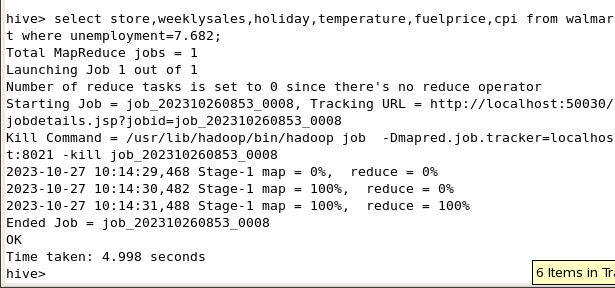 hive> select store,weeklysales,holiday,temperature,fuelprice,cpi from walmar
t where unemployment=7.682;
Total MapReduce jobs = 1
Launching Job 1 out of 1
Number of reduce tasks is set to 0 since there's no reduce operator
Starting Job = job_202310260853_0008, Tracking URL = http://localhost:50030/
jobdetails.jsp?jobid=job_202310260853_0008
Kill Command = /usr/lib/hadoop/bin/hadoop job  -Dmapred.job.tracker=localhos
t:8021 -kill job_202310260853_0008
2023-10-27 10:14:29,468 Stage-1 map = 0%,  reduce = 0%
2023-10-27 10:14:30,482 Stage-1 map = 100%,  reduce = 0%
2023-10-27 10:14:31,488 Stage-1 map = 100%,  reduce = 100%
Ended Job = job_202310260853_0008
OK
Time taken: 4.998 seconds
hive>
6 Items in Tra